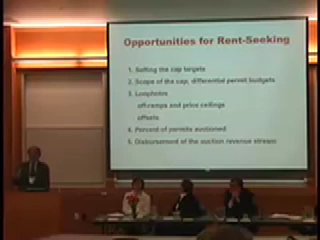 Opportunities for Rent-Seeking
1. Setting the cap targets
2. Scope of the cap, differential permit budgets
3. Loopholes
off-ramps and price ceilings
offsets
4. Percent of permits auctioned
5. Disbursement of the auction revenue stream